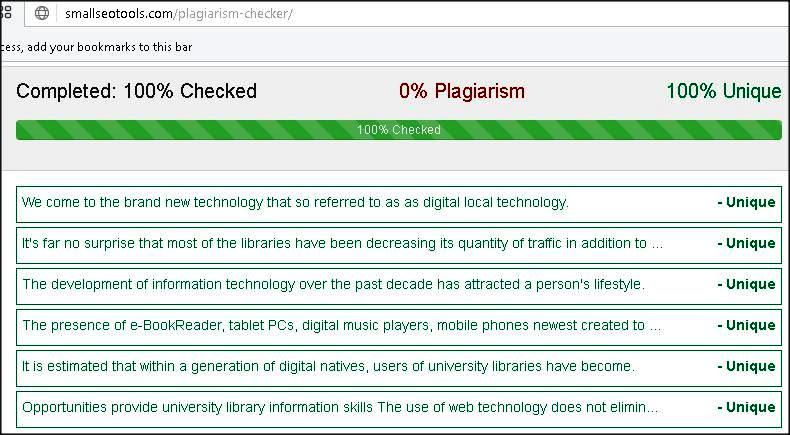 smallseotools.com/plagiarism-checker/
cess, add your bookmarks to this bar
Completed: 100% Checked 0% Plagiarism 100% Unique
100% Checked
We come to the brand new technology that so referred to as as digital local technology. - Unique
It's far no surprise that most of the libraries have been decreasing its quantity of traffic in addition to ... - Unique
The development of information technology over the past decade has attracted a person's lifestyle. - Unique
The presence of e-BookReader, tablet PCs, digital music players, mobile phones newest created to ... - Unique
It is estimated that within a generation of digital natives, users of university libraries have become. - Unique
Opportunities provide university library information skills The use of web technology does not elimin... - Unique